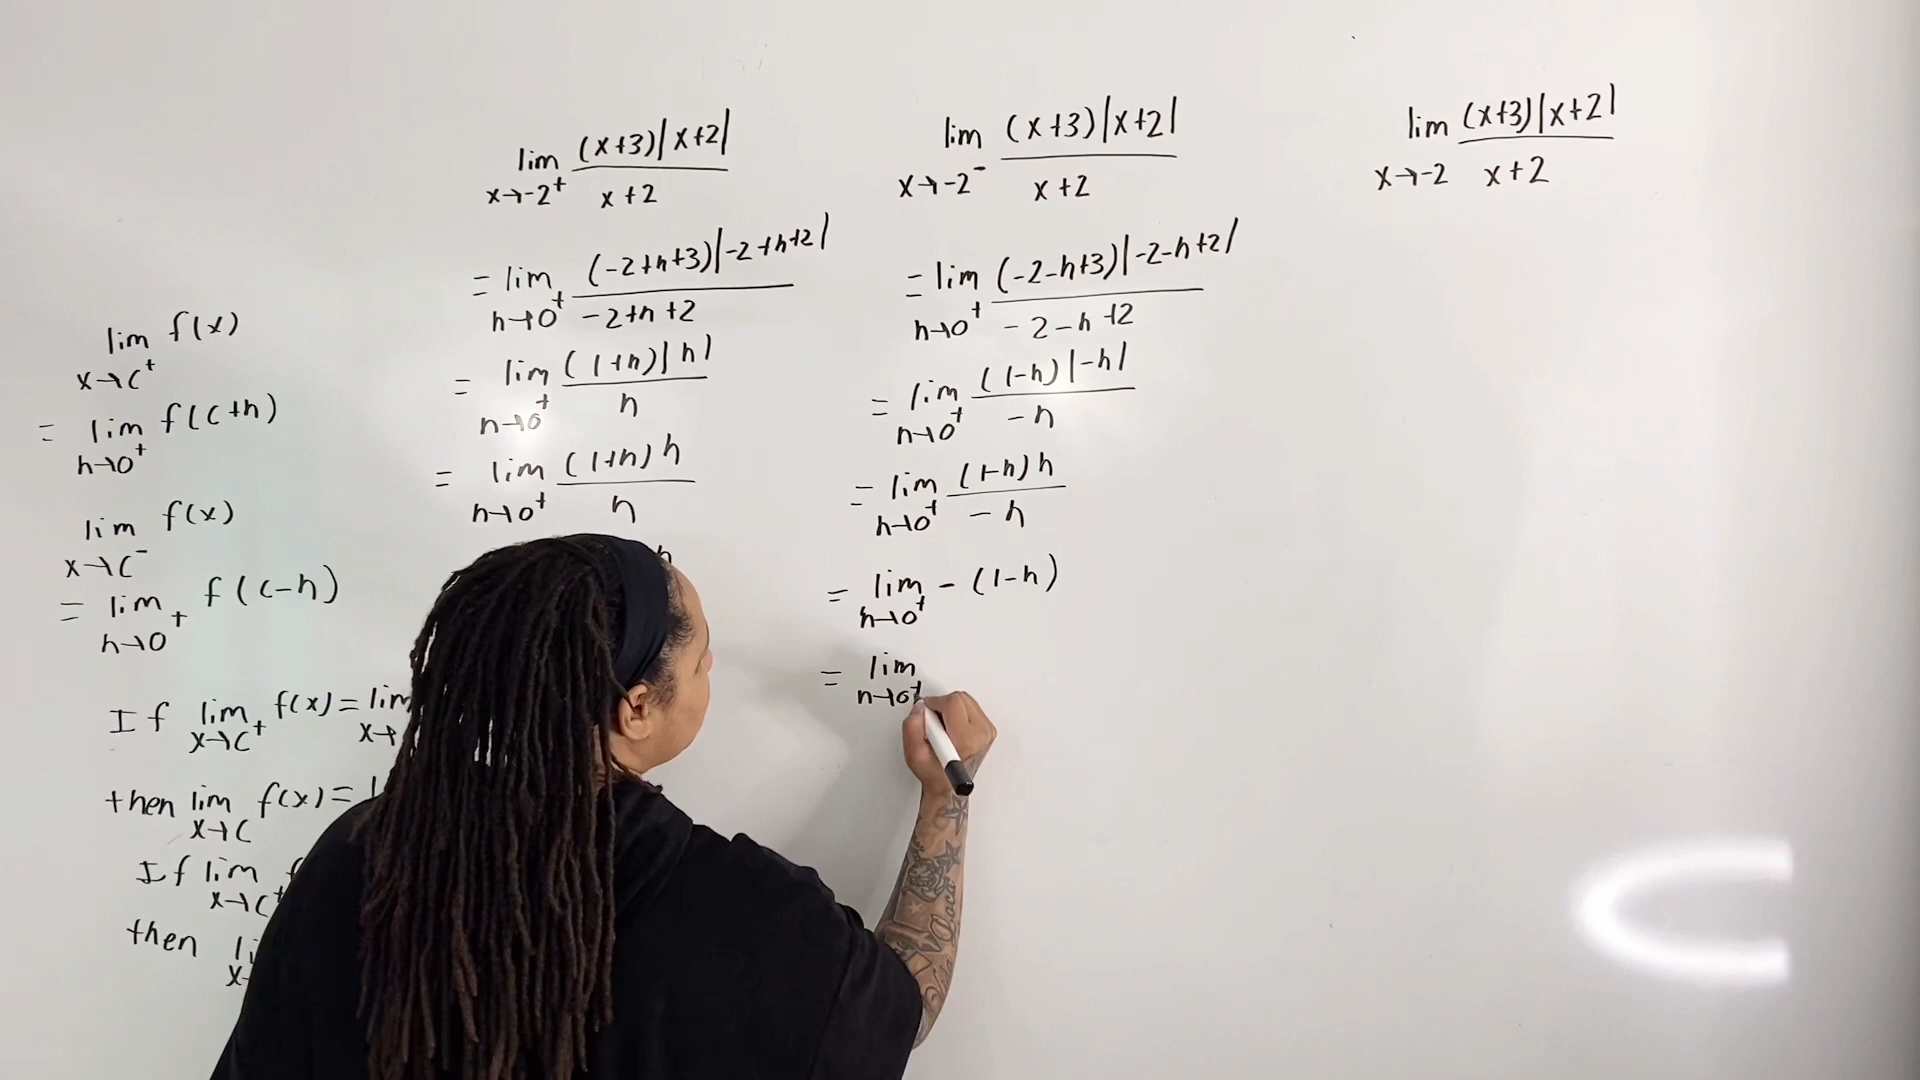 lim f(x)
x→c⁺
= lim f(c+h)
h→0⁺
lim f(x)
x→c⁻
= lim f(c-h)
h→0⁺
If lim f(x) = lim
x→c⁺ x→
then lim f(x) =
x→c
If lim
x→c⁺
then
lim (x+3)|x+2|
x→-2⁺ x+2
= lim (-2+h+3)|-2+h+2|
h→0⁺ -2+h+2
= lim (1+h)|h|
h→0⁺ h
= lim (1+h)h
h→0⁺ h
lim (x+3)|x+2|
x→-2⁻ x+2
= lim (-2-h+3)|-2-h+2|
h→0⁺ -2-h+2
= lim (1-h)|-h|
h→0⁺ -h
= lim (1-h)h
h→0⁺ -h
= lim -(1-h)
h→0⁺
= lim
h→0⁺
lim (x+3)|x+2|
x→-2 x+2